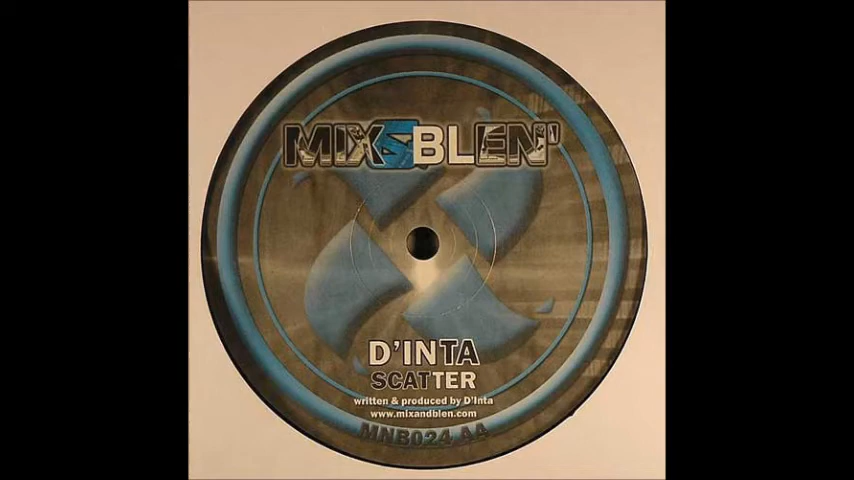 MIX&BLEN'
D'INTA
SCATTER
written & produced by D'Inta
www.mixandblen.com
MNB024 AA